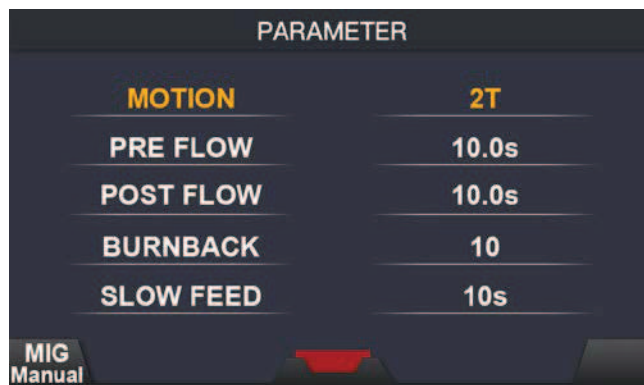 PARAMETER
MOTION 2T
PRE FLOW 10.0s
POST FLOW 10.0s
BURNBACK 10
SLOW FEED 10s
MIG
Manual